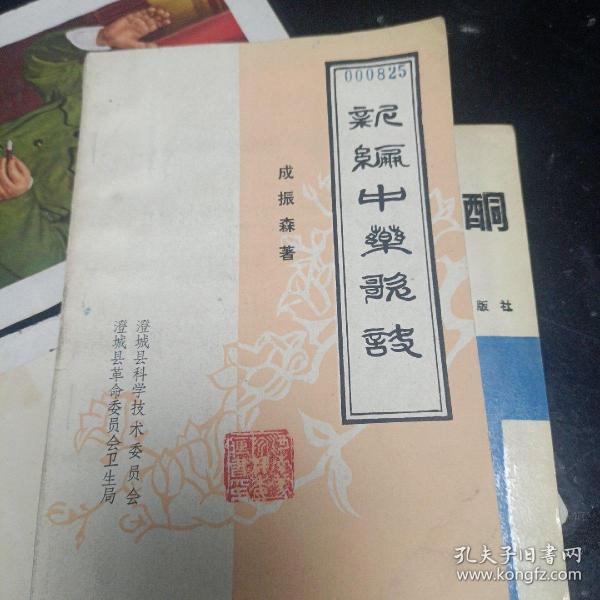 000825
新编中药歌诀
成振森著
澄城县科学技术委员会
澄城县革命委员会卫生局
酮
版社
孔夫子旧书网
www.kongfz.com